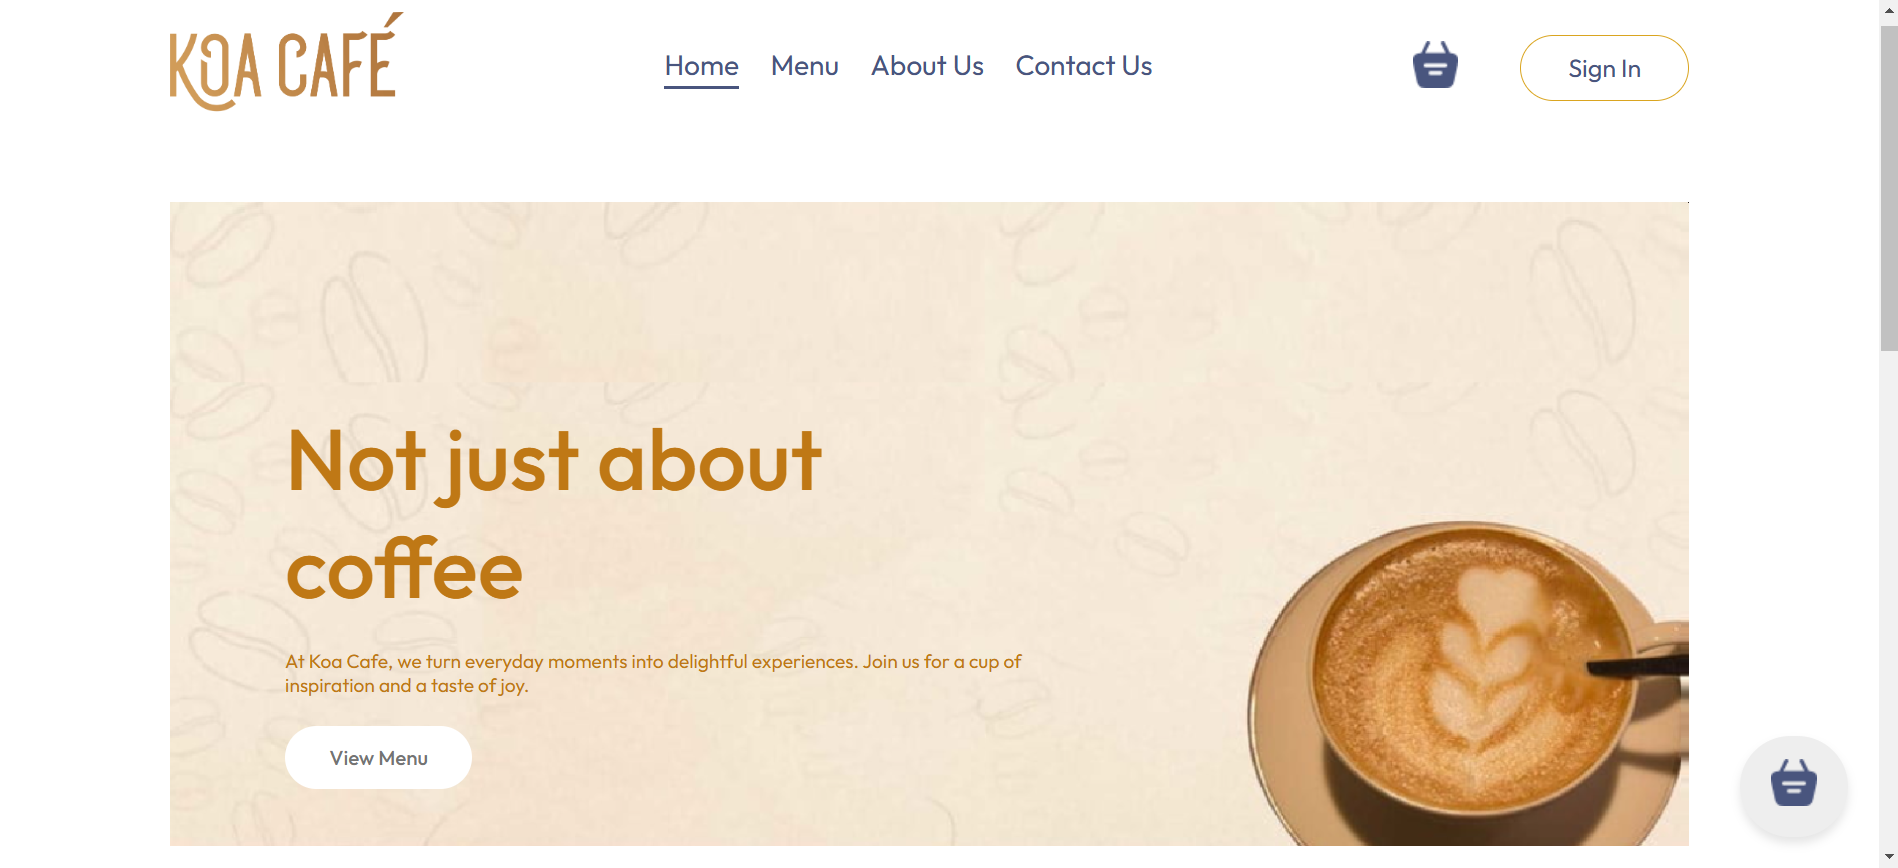 KOA CAFÉ
Home Menu About Us Contact Us
Sign In
Not just about
coffee
At Koa Cafe, we turn everyday moments into delightful experiences. Join us for a cup of
inspiration and a taste of joy.
View Menu